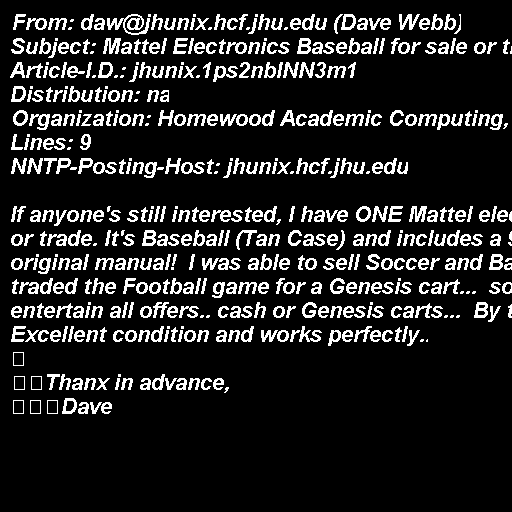 From: daw@jhunix.hcf.jhu.edu (Dave Webb)
Subject: Mattel Electronics Baseball for sale or
Article-I.D.: jhunix.1ps2nbINN3m1
Distribution: na
Organization: Homewood Academic Computing,
Lines: 9
NNTP-Posting-Host: jhunix.hcf.jhu.edu

If anyone's still interested, I have ONE Mattel
or trade. It's Baseball (Tan Case) and includes a
original manual!  I was able to sell Soccer and
traded the Football game for a Genesis cart...  so
entertain all offers.. cash or Genesis carts...  By
Excellent condition and works perfectly..
Thanx in advance,
Dave